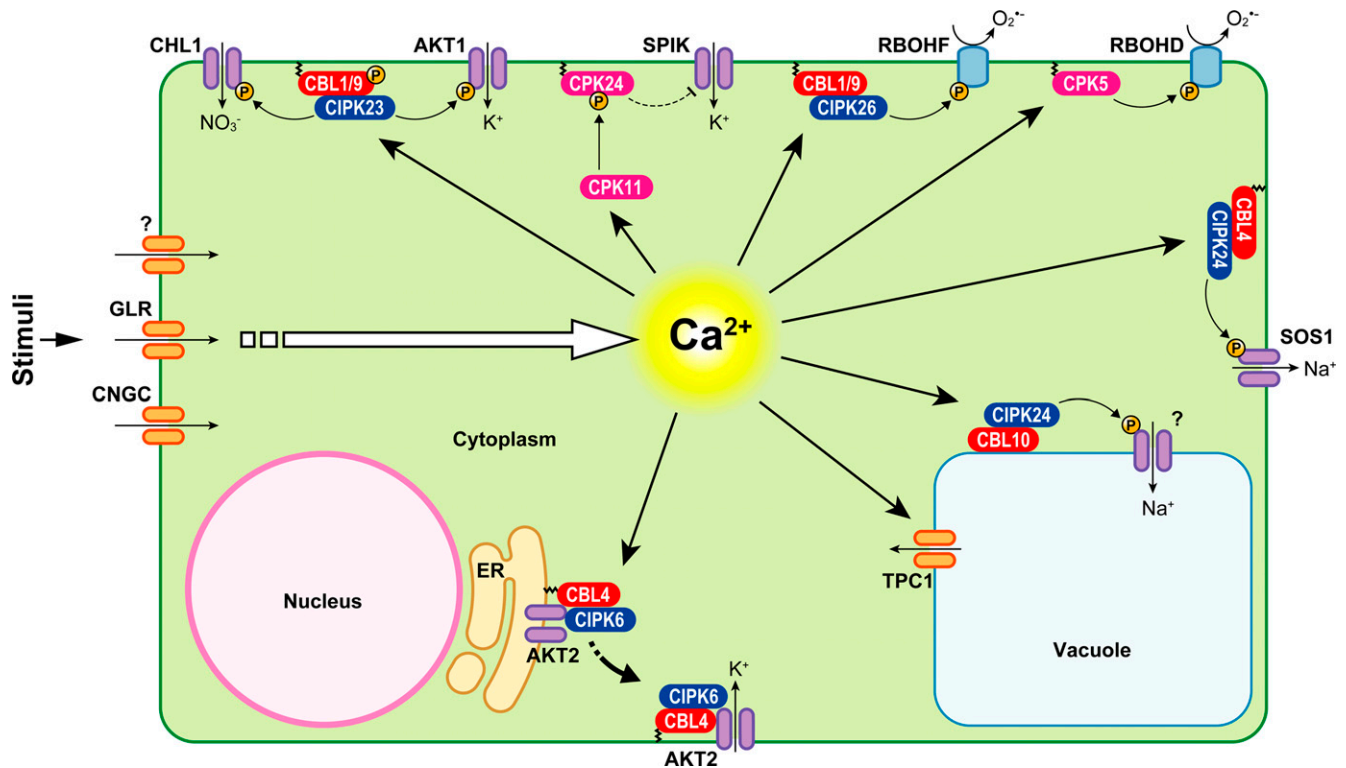 CHL1
AKT1
SPIK
RBOHF
O₂•-
RBOHD
O₂•-
P
CBL1/9
P
CIPK23
P
NO₃-
K+
CPK24
P
K+
CBL1/9
CIPK26
P
CPK5
P
CPK11
?
GLR
CNGC
Stimuli
Ca2+
CIPK24
CBL4
P
SOS1
Na+
Cytoplasm
CIPK24
CBL10
P
?
Na+
TPC1
Vacuole
Nucleus
ER
CBL4
CIPK6
AKT2
CIPK6
CBL4
K+
AKT2